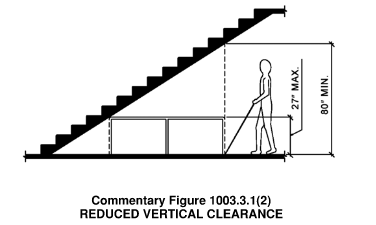 27" MAX.
80" MIN.
Commentary Figure 1003.3.1(2)
REDUCED VERTICAL CLEARANCE